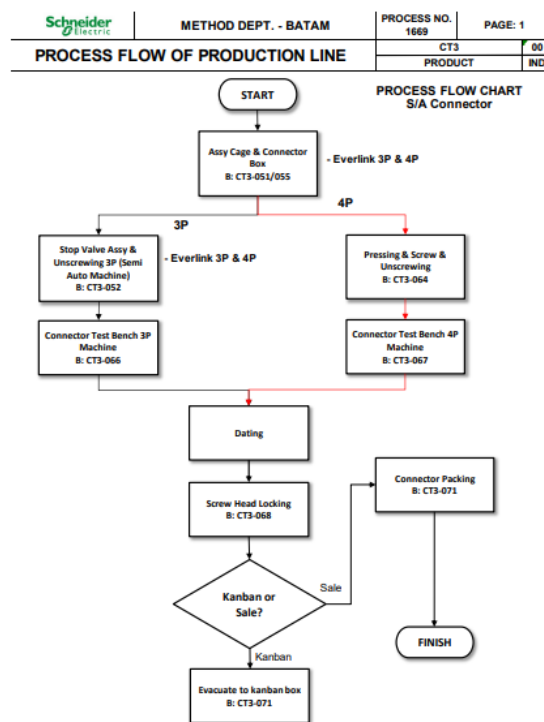 Schneider
Electric
METHOD DEPT. - BATAM
PROCESS NO.
1669
PAGE: 1
PROCESS FLOW OF PRODUCTION LINE
CT3
00
PRODUCT
IND
PROCESS FLOW CHART
S/A Connector
START
Assy Cage & Connector
Box
B: CT3-051/055
- Everlink 3P & 4P
3P
4P
Stop Valve Assy &
Unscrewing 3P (Semi
Auto Machine)
B: CT3-052
- Everlink 3P & 4P
Pressing & Screw &
Unscrewing
B: CT3-064
Connector Test Bench 3P
Machine
B: CT3-066
Connector Test Bench 4P
Machine
B: CT3-067
Dating
Screw Head Locking
B: CT3-068
Connector Packing
B: CT3-071
Kanban or
Sale?
Sale
Kanban
FINISH
Evacuate to kanban box
B: CT3-071